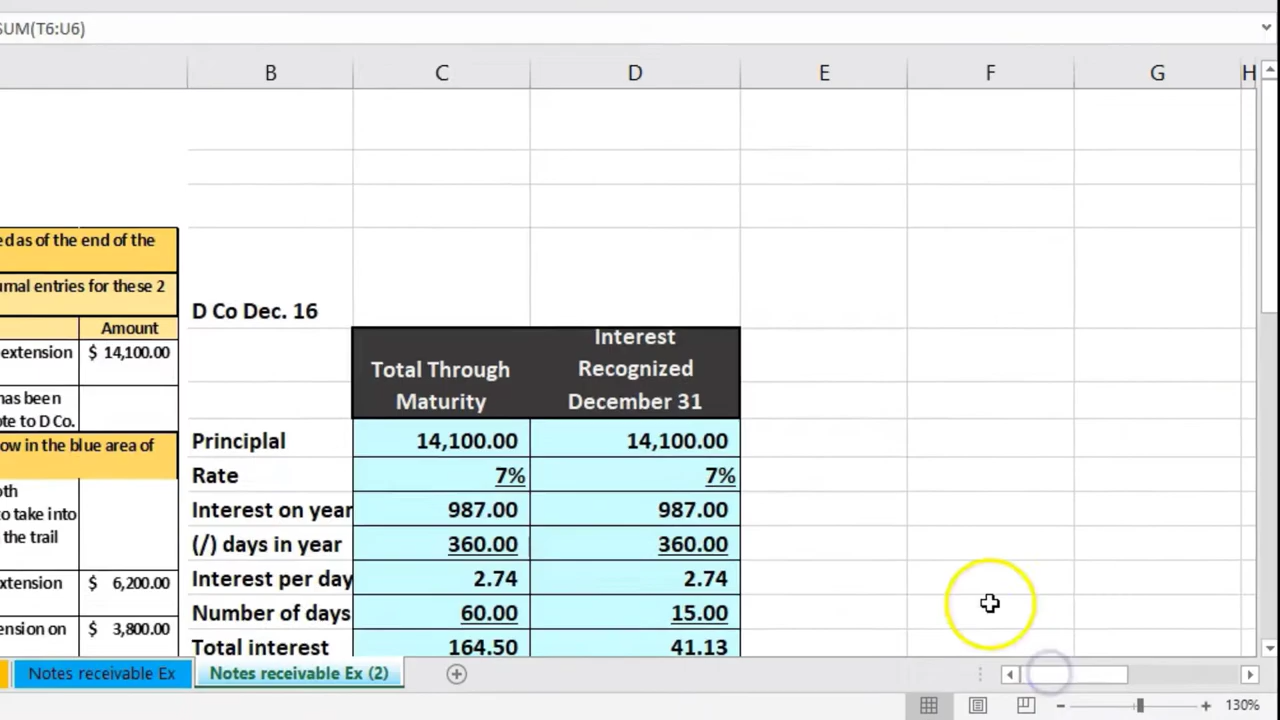 SUM(T6:U6)
B C D E F G H
ed as of the end of the
urnal entries for these 2
Amount
extension $ 14,100.00
has been
ote to D Co.
ow in the blue area of
oth
to take into
the trail
xtension $ 6,200.00
ension on $ 3,800.00
D Co Dec. 16
Total Through
Maturity
Interest
Recognized
December 31
Principlal 14,100.00 14,100.00
Rate 7% 7%
Interest on year 987.00 987.00
(/) days in year 360.00 360.00
Interest per day 2.74 2.74
Number of days 60.00 15.00
Total interest 164.50 41.13
Notes receivable Ex Notes receivable Ex (2)
130%